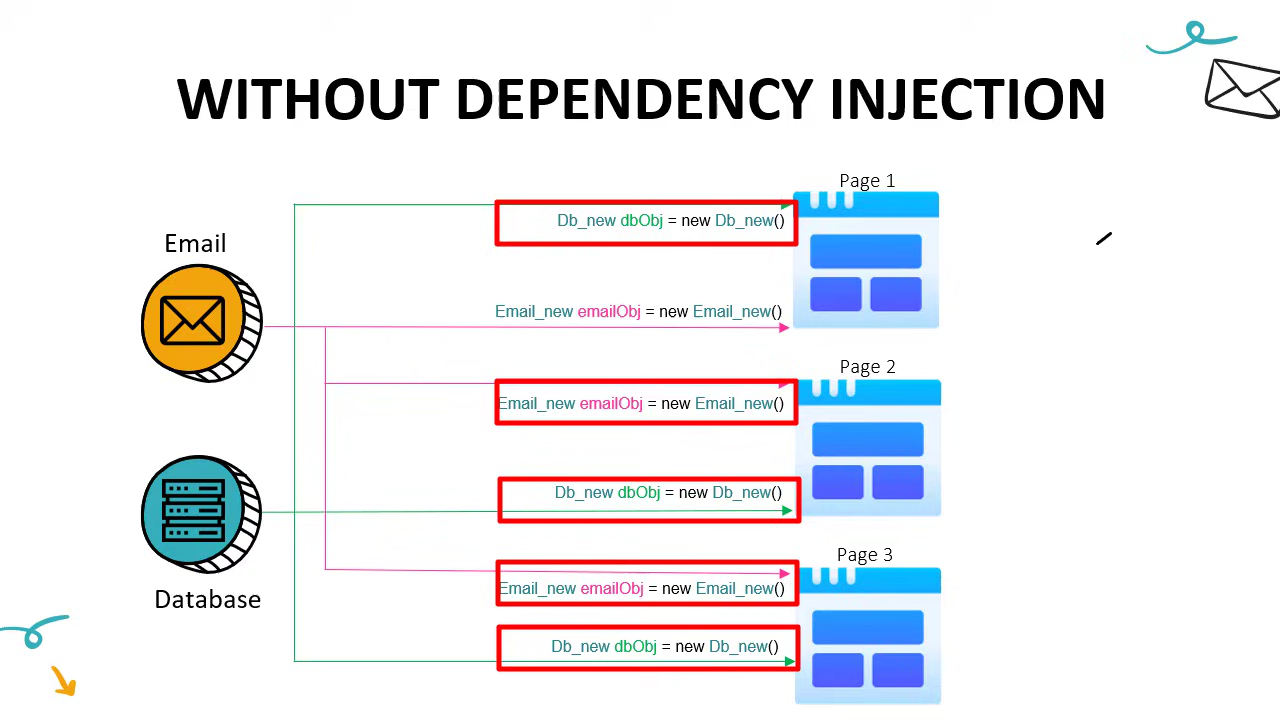 WITHOUT DEPENDENCY INJECTION
Page 1
Db_new dbObj = new Db_new()
Email
Email_new emailObj = new Email_new()
Page 2
Email_new emailObj = new Email_new()
Db_new dbObj = new Db_new()
Page 3
Email_new emailObj = new Email_new()
Database
Db_new dbObj = new Db_new()